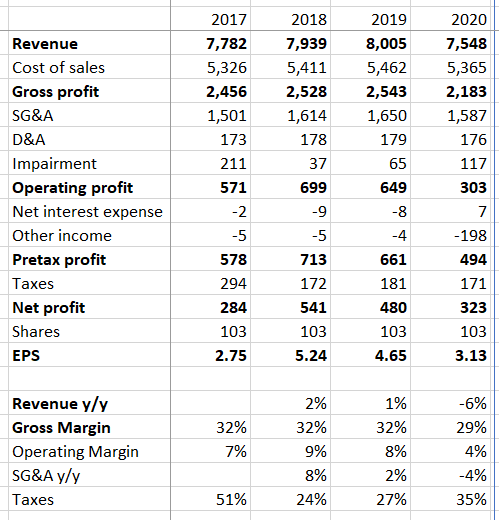 2017 2018 2019 2020
Revenue 7,782 7,939 8,005 7,548
Cost of sales 5,326 5,411 5,462 5,365
Gross profit 2,456 2,528 2,543 2,183
SG&A 1,501 1,614 1,650 1,587
D&A 173 178 179 176
Impairment 211 37 65 117
Operating profit 571 699 649 303
Net interest expense -2 -9 -8 7
Other income -5 -5 -4 -198
Pretax profit 578 713 661 494
Taxes 294 172 181 171
Net profit 284 541 480 323
Shares 103 103 103 103
EPS 2.75 5.24 4.65 3.13
Revenue y/y 2% 1% -6%
Gross Margin 32% 32% 32% 29%
Operating Margin 7% 9% 8% 4%
SG&A y/y 8% 2% -4%
Taxes 51% 24% 27% 35%